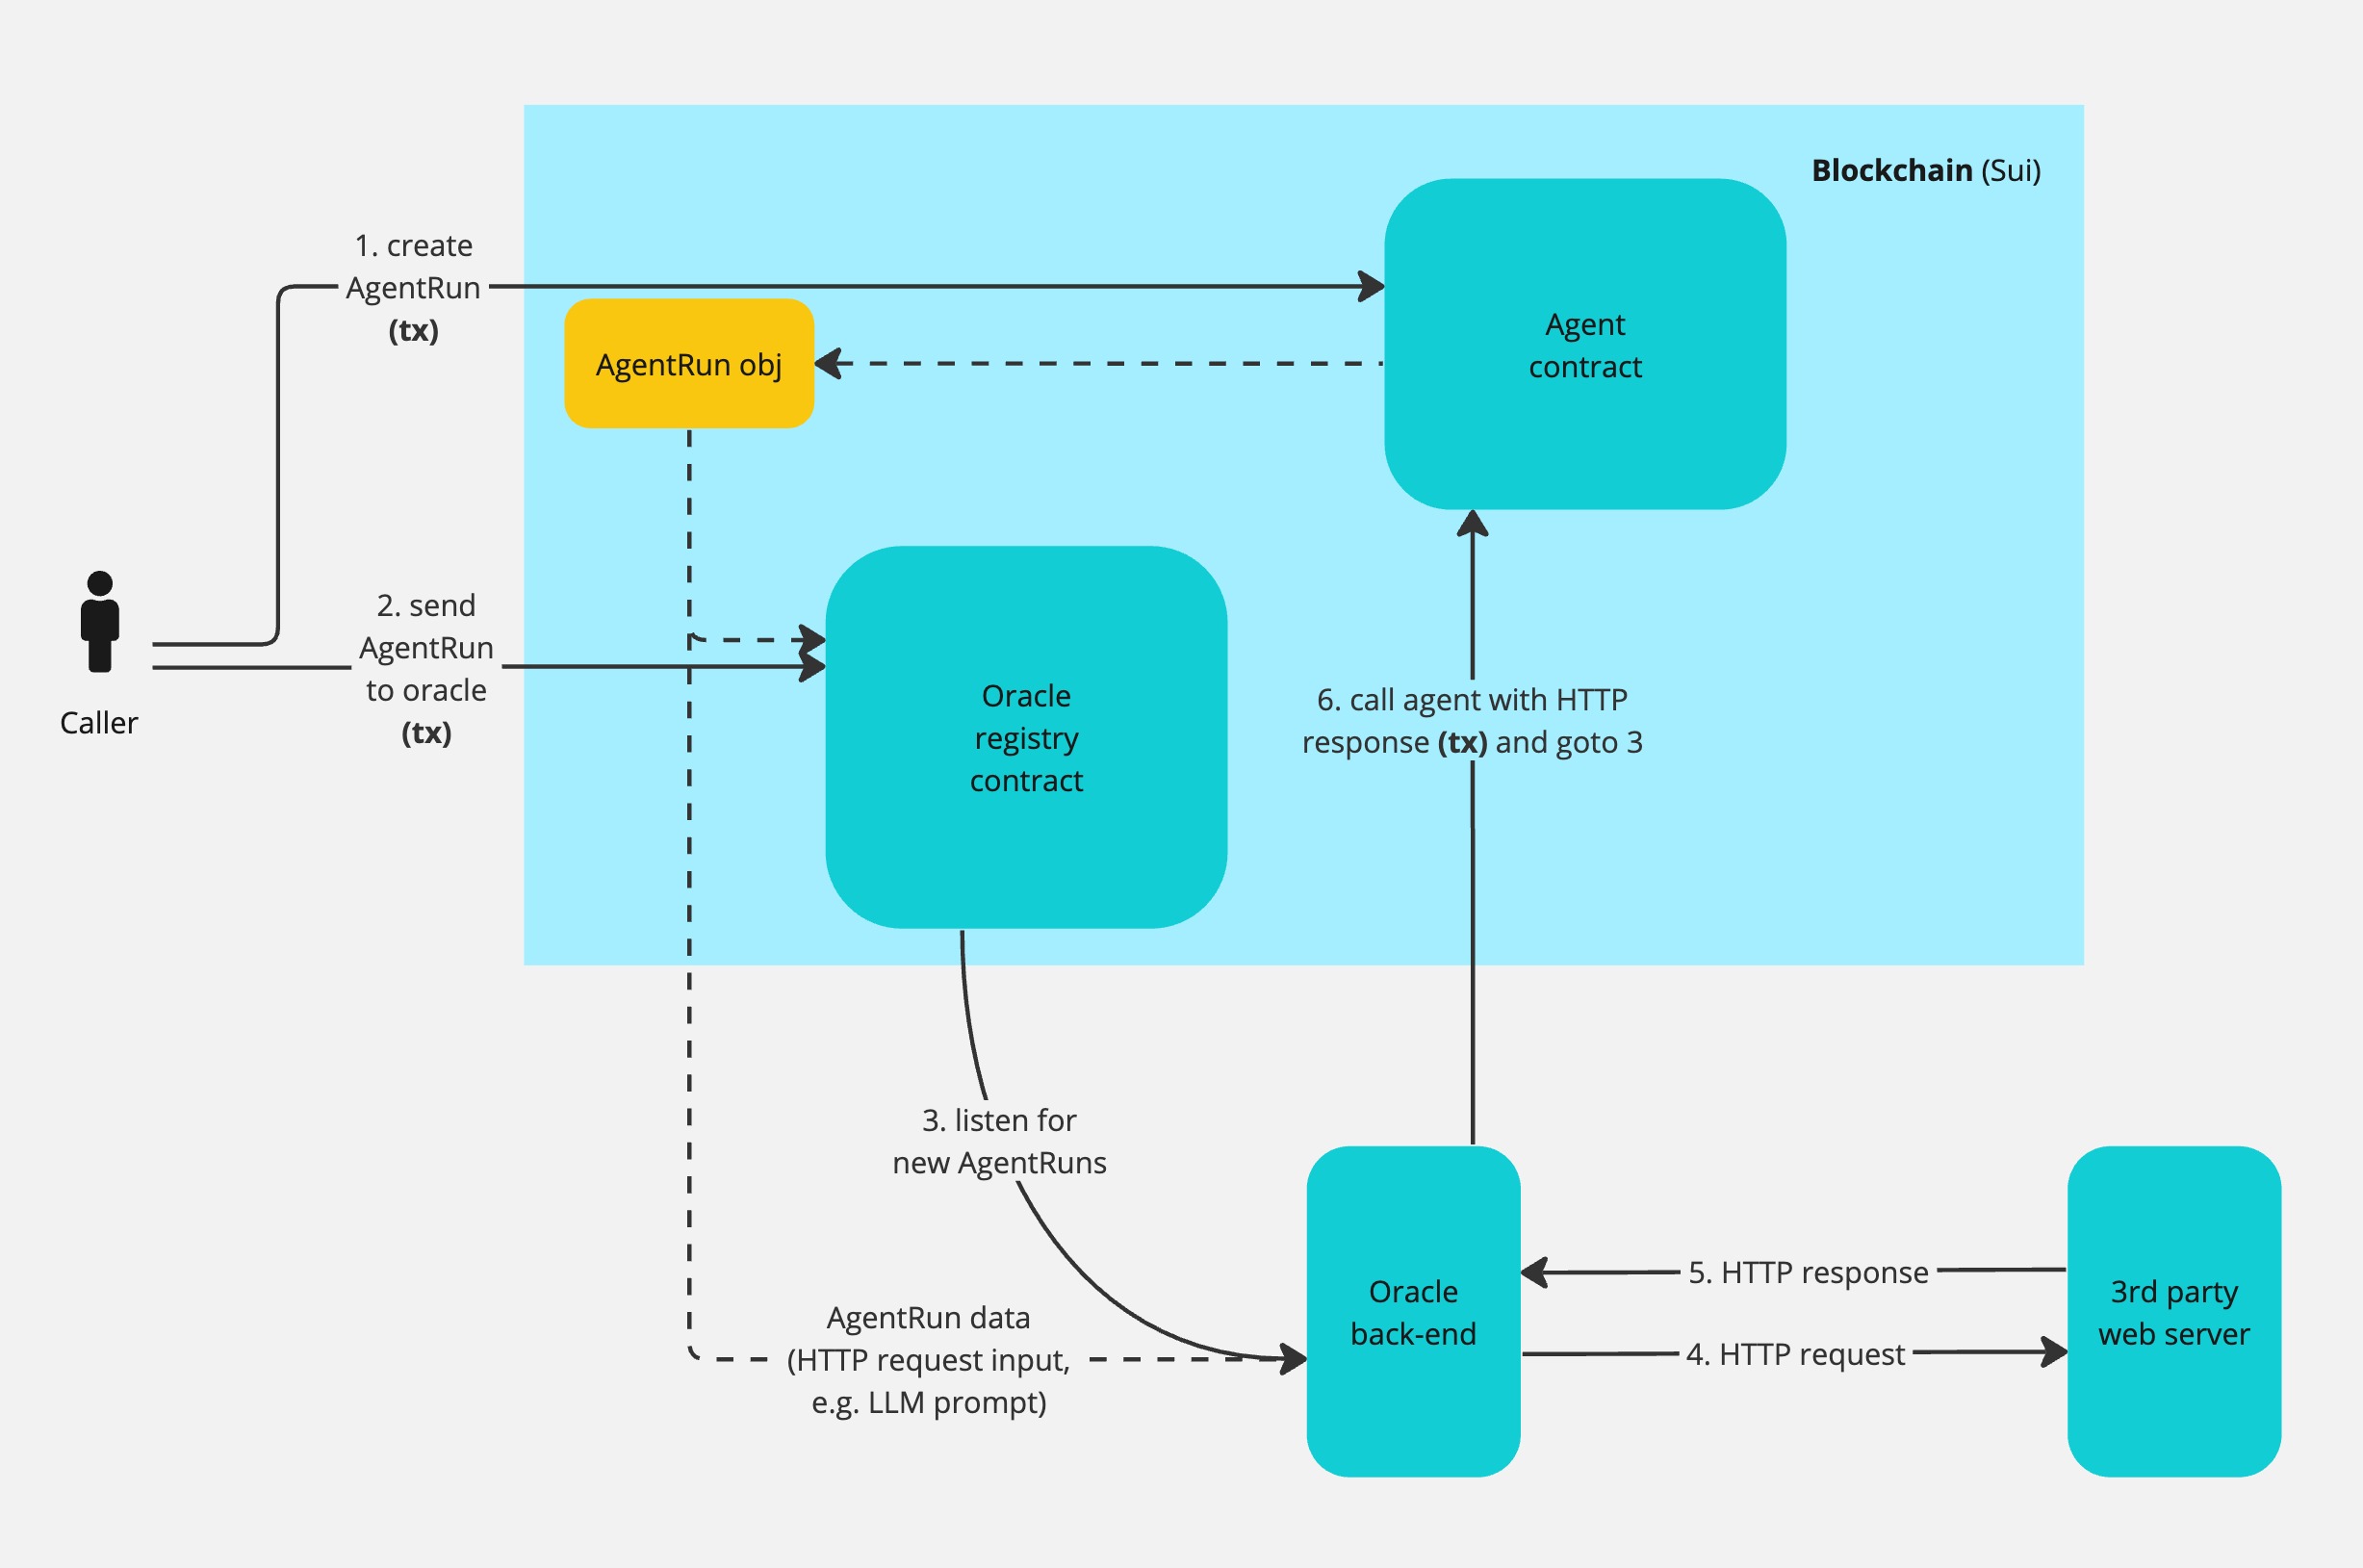 Blockchain (Sui)
1. create
AgentRun
(tx)
AgentRun obj
Agent
contract
2. send
AgentRun
to oracle
(tx)
Caller
Oracle
registry
contract
6. call agent with HTTP
response (tx) and goto 3
3. listen for
new AgentRuns
AgentRun data
(HTTP request input,
e.g. LLM prompt)
Oracle
back-end
5. HTTP response
4. HTTP request
3rd party
web server